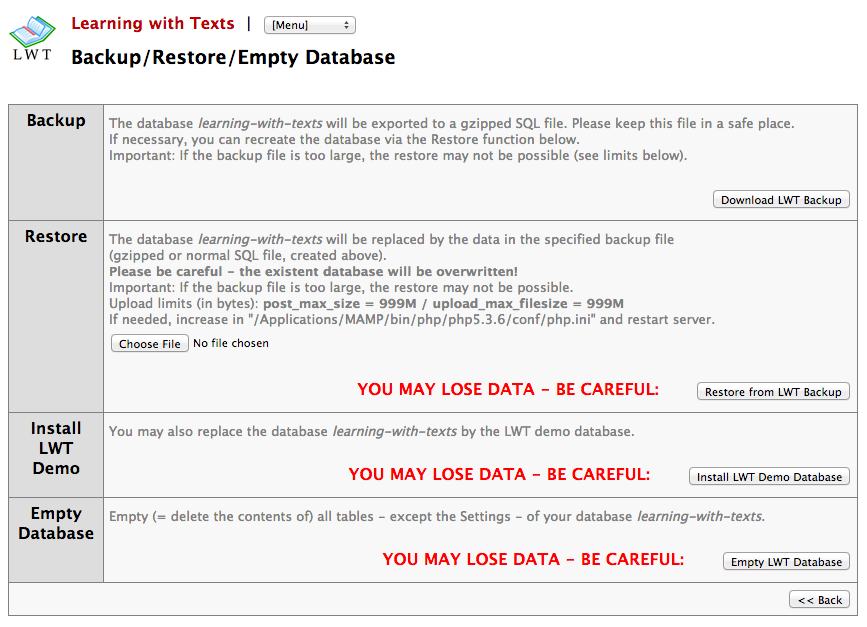 Learning with Texts | [Menu]
LWT
Backup/Restore/Empty Database
Backup
The database learning-with-texts will be exported to a gzipped SQL file. Please keep this file in a safe place.
If necessary, you can recreate the database via the Restore function below.
Important: If the backup file is too large, the restore may not be possible (see limits below).
Download LWT Backup
Restore
The database learning-with-texts will be replaced by the data in the specified backup file
(gzipped or normal SQL file, created above).
Please be careful - the existent database will be overwritten!
Important: If the backup file is too large, the restore may not be possible.
Upload limits (in bytes): post_max_size = 999M / upload_max_filesize = 999M
If needed, increase in "/Applications/MAMP/bin/php/php5.3.6/conf/php.ini" and restart server.
Choose File No file chosen
YOU MAY LOSE DATA - BE CAREFUL: Restore from LWT Backup
Install
LWT
Demo
You may also replace the database learning-with-texts by the LWT demo database.
YOU MAY LOSE DATA - BE CAREFUL: Install LWT Demo Database
Empty
Database
Empty (= delete the contents of) all tables - except the Settings - of your database learning-with-texts.
YOU MAY LOSE DATA - BE CAREFUL: Empty LWT Database
<< Back